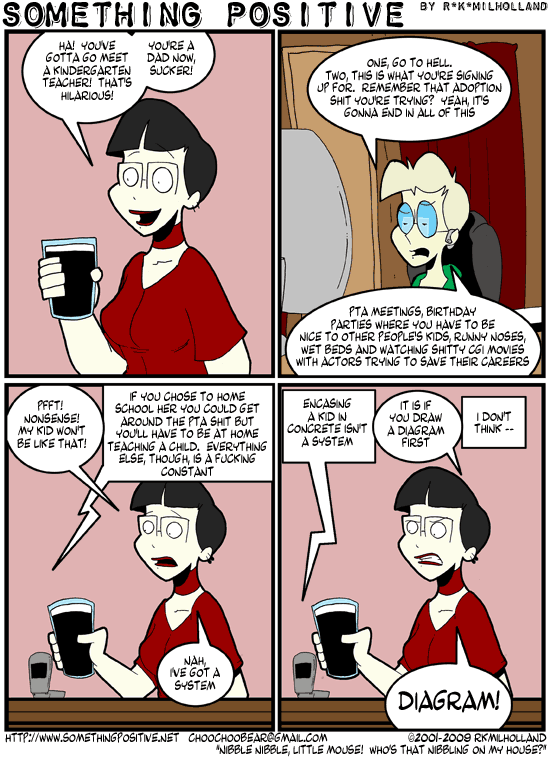 SOMETHING POSITIVE BY R*K*MILHOLLAND
HA! YOU'VE
GOTTA GO MEET
A KINDERGARTEN
TEACHER! THAT'S
HILARIOUS!
YOU'RE A
DAD NOW,
SUCKER!
ONE, GO TO HELL.
TWO, THIS IS WHAT YOU'RE SIGNING
UP FOR. REMEMBER THAT ADOPTION
SHIT YOU'RE TRYING? YEAH, IT'S
GONNA END IN ALL OF THIS
PTA MEETINGS, BIRTHDAY
PARTIES WHERE YOU HAVE TO BE
NICE TO OTHER PEOPLE'S KIDS, RUNNY NOSES,
WET BEDS AND WATCHING SHITTY CGI MOVIES
WITH ACTORS TRYING TO SAVE THEIR CAREERS
PFFT!
NONSENSE!
MY KID WON'T
BE LIKE THAT!
IF YOU CHOSE TO HOME
SCHOOL HER YOU COULD GET
AROUND THE PTA SHIT BUT
YOU'LL HAVE TO BE AT HOME
TEACHING A CHILD. EVERYTHING
ELSE, THOUGH, IS A FUCKING
CONSTANT
NAH,
I'VE GOT A
SYSTEM
ENCASING
A KID IN
CONCRETE ISN'T
A SYSTEM
IT IS IF
YOU DRAW
A DIAGRAM
FIRST
I DON'T
THINK --
DIAGRAM!
HTTP://WWW.SOMETHINGPOSITIVE.NET CHOOCHOOBEAR@GMAIL.COM ©2001-2009 RKMILHOLLAND
"NIBBLE NIBBLE, LITTLE MOUSE! WHO'S THAT NIBBLING ON MY HOUSE?"